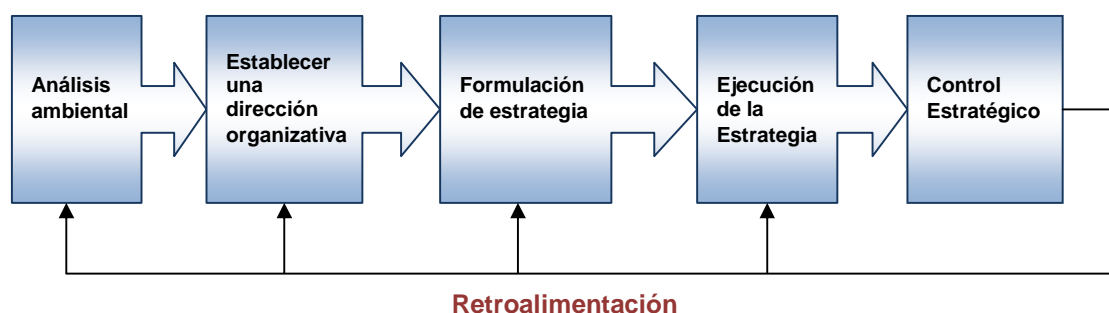 Análisis
ambiental
Establecer
una
dirección
organizativa
Formulación
de estrategia
Ejecución
de la
Estrategia
Control
Estratégico
Retroalimentación